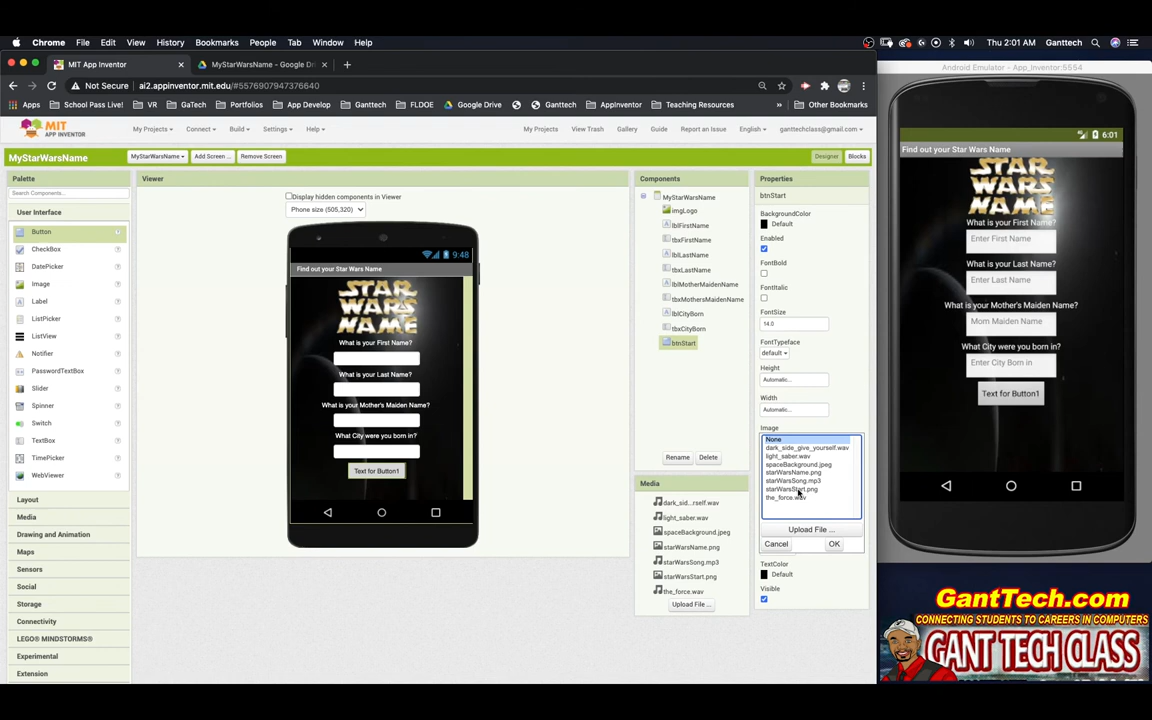 Chrome File Edit View History Bookmarks People Tab Window Help
Thu 2:01 AM Ganttech
MIT App Inventor
MyStarWarsName - Google Dri
Android Emulator - App_Inventor:5554
Not Secure | ai2.appinventor.mit.edu/#5576907947376640
Apps School Pass Live! VR GaTech App Develop Ganttech FLDOE Google Drive Ganttech AppInventor Teaching Resources » Other Bookmarks
MIT
APP INVENTOR
My Projects Connect Build Settings Help
My Projects View Trash Gallery Guide Report an Issue English ganttechclass@gmail.com
MyStarWarsName
MyStarWarsName Add Screen ... Remove Screen
Designer Blocks
Palette
Search Components...
User Interface
Button
CheckBox
DatePicker
Image
Label
ListPicker
ListView
Notifier
PasswordTextBox
Slider
Spinner
Switch
TextBox
TimePicker
WebViewer
Layout
Media
Drawing and Animation
Maps
Sensors
Social
Storage
Connectivity
LEGO® MINDSTORMS®
Experimental
Extension
Viewer
Display hidden components in Viewer
Phone size (505,320)
9:48
Find out your Star Wars Name
STAR
WARS
NAME
What is your First Name?
What is your Last Name?
What is your Mother's Maiden Name?
What City were you born in?
Text for Button1
Components
MyStarWarsName
imgLogo
lblFirstName
tbxFirstName
lblLastName
tbxLastName
lblMotherMaidenName
tbxMothersMaidenName
lblCityBorn
tbxCityBorn
btnStart
Rename Delete
Media
dark_sid...rself.wav
light_saber.wav
spaceBackground.jpeg
starWarsName.png
starWarsSong.mp3
starWarsStart.png
the_force.wav
Upload File ...
Properties
btnStart
BackgroundColor
Default
Enabled
FontBold
FontItalic
FontSize
14.0
FontTypeface
default
Height
Automatic...
Width
Automatic...
Image
None
dark_side_give_yourself.wav
light_saber.wav
spaceBackground.jpeg
starWarsName.png
starWarsSong.mp3
starWarsStart.png
the_force.wav
Upload File ...
Cancel OK
TextColor
Default
Visible
6:01
Find out your Star Wars Name
STAR
WARS
NAME
What is your First Name?
Enter First Name
What is your Last Name?
Enter Last Name
What is your Mother's Maiden Name?
Mom Maiden Name
What City were you born in?
Enter City Born in
Text for Button1
GantTech.com
CONNECTING STUDENTS TO CAREERS IN COMPUTERS
GANT TECH CLASS